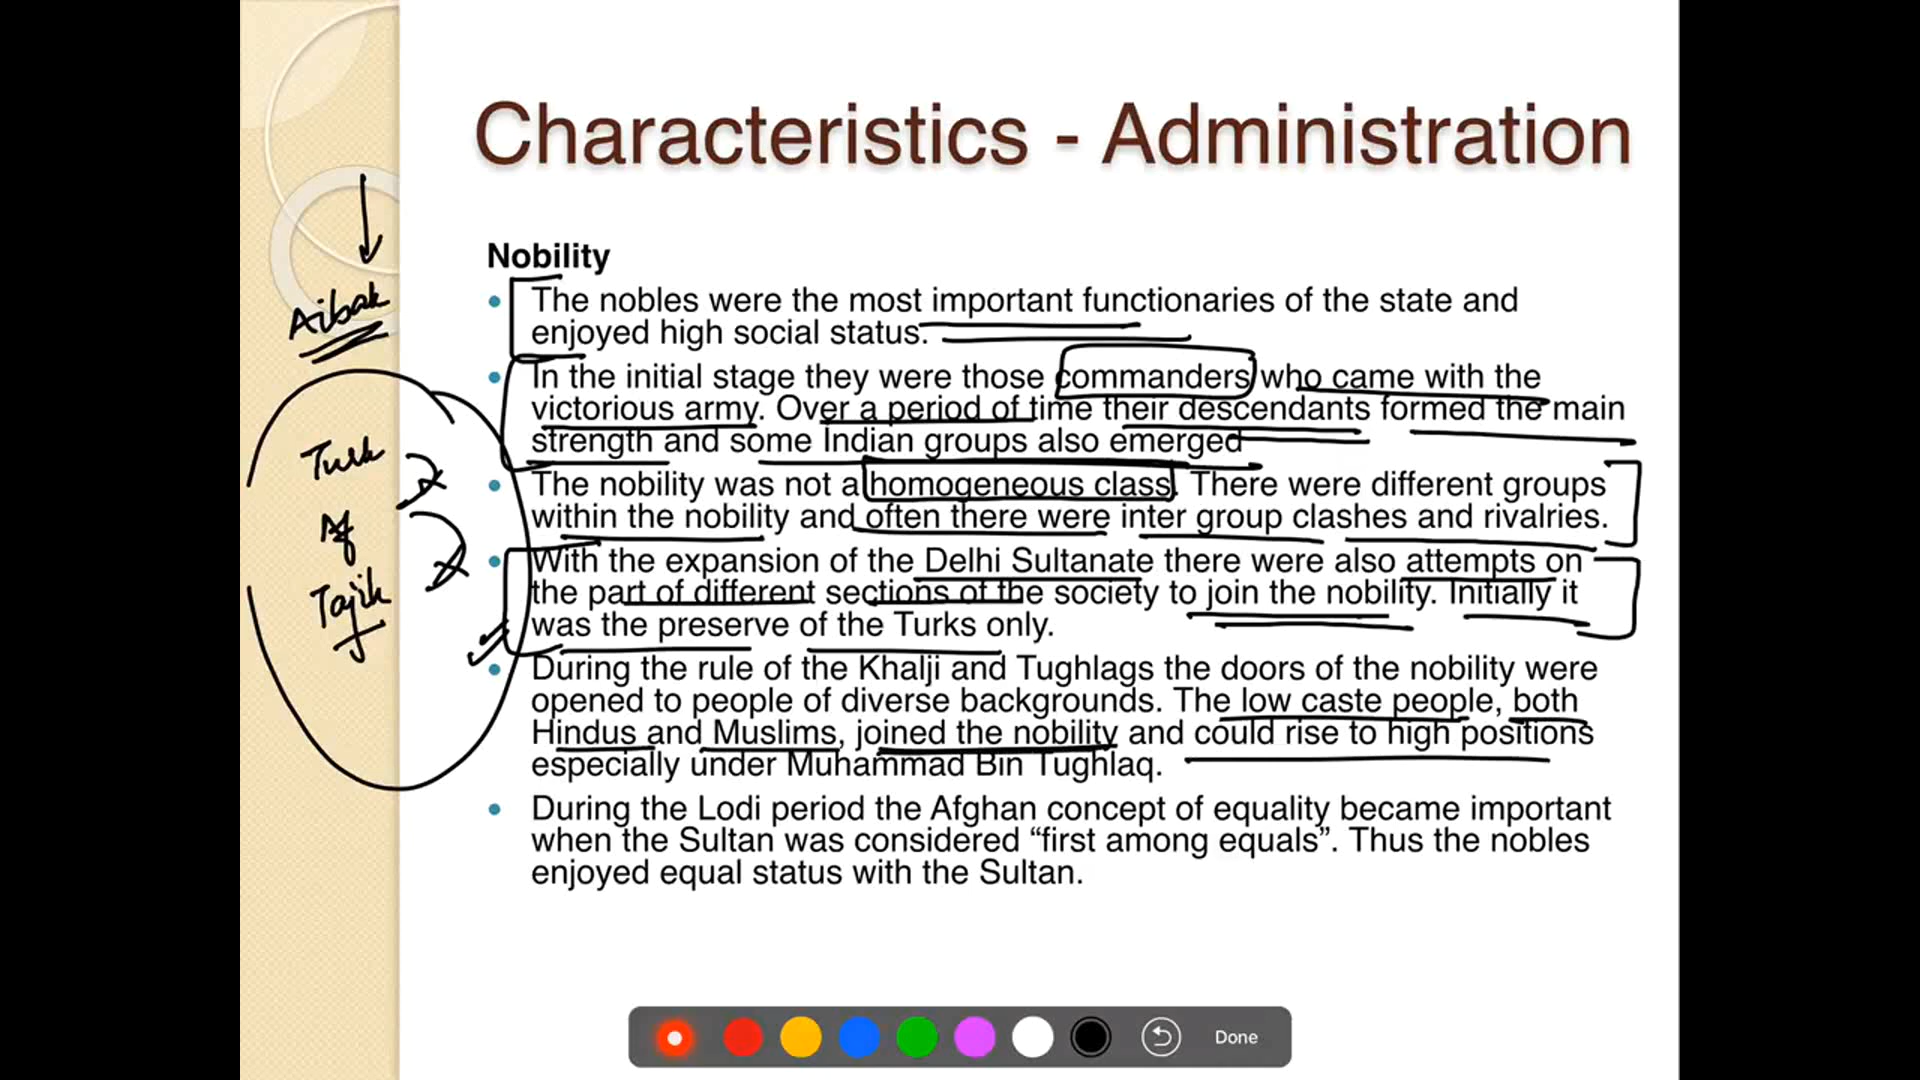 Characteristics - Administration
Nobility
The nobles were the most important functionaries of the state and
enjoyed high social status.
In the initial stage they were those commanders who came with the
victorious army. Over a period of time their descendants formed the main
strength and some Indian groups also emerged
The nobility was not a homogeneous class. There were different groups
within the nobility and often there were inter group clashes and rivalries.
With the expansion of the Delhi Sultanate there were also attempts on
the part of different sections of the society to join the nobility. Initially it
was the preserve of the Turks only.
During the rule of the Khalji and Tughlags the doors of the nobility were
opened to people of diverse backgrounds. The low caste people, both
Hindus and Muslims, joined the nobility and could rise to high positions
especially under Muhammad Bin Tughlaq.
During the Lodi period the Afghan concept of equality became important
when the Sultan was considered “first among equals”. Thus the nobles
enjoyed equal status with the Sultan.
Aibak
Turk
Af
Tajik
Done